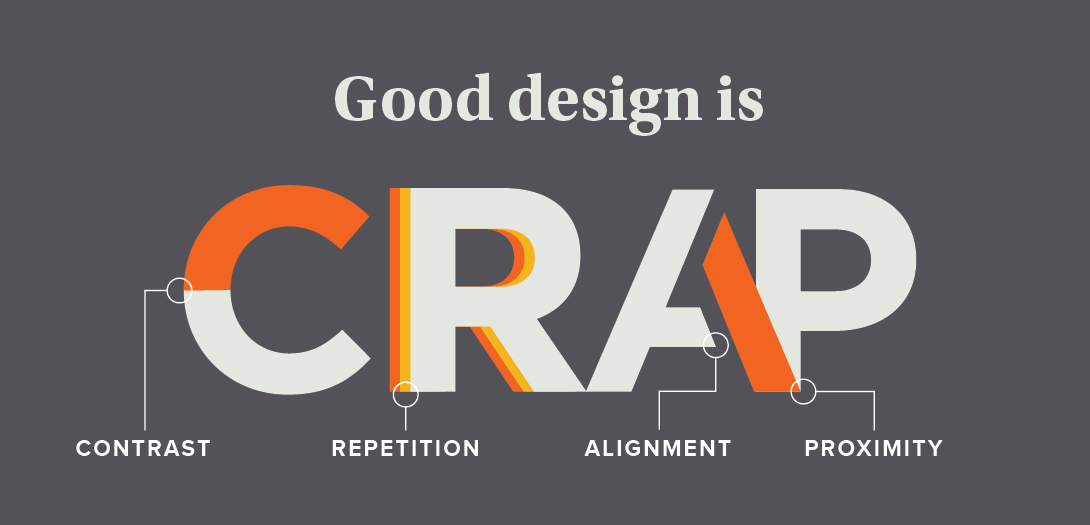 Good design is
CRAP
CONTRAST REPETITION ALIGNMENT PROXIMITY